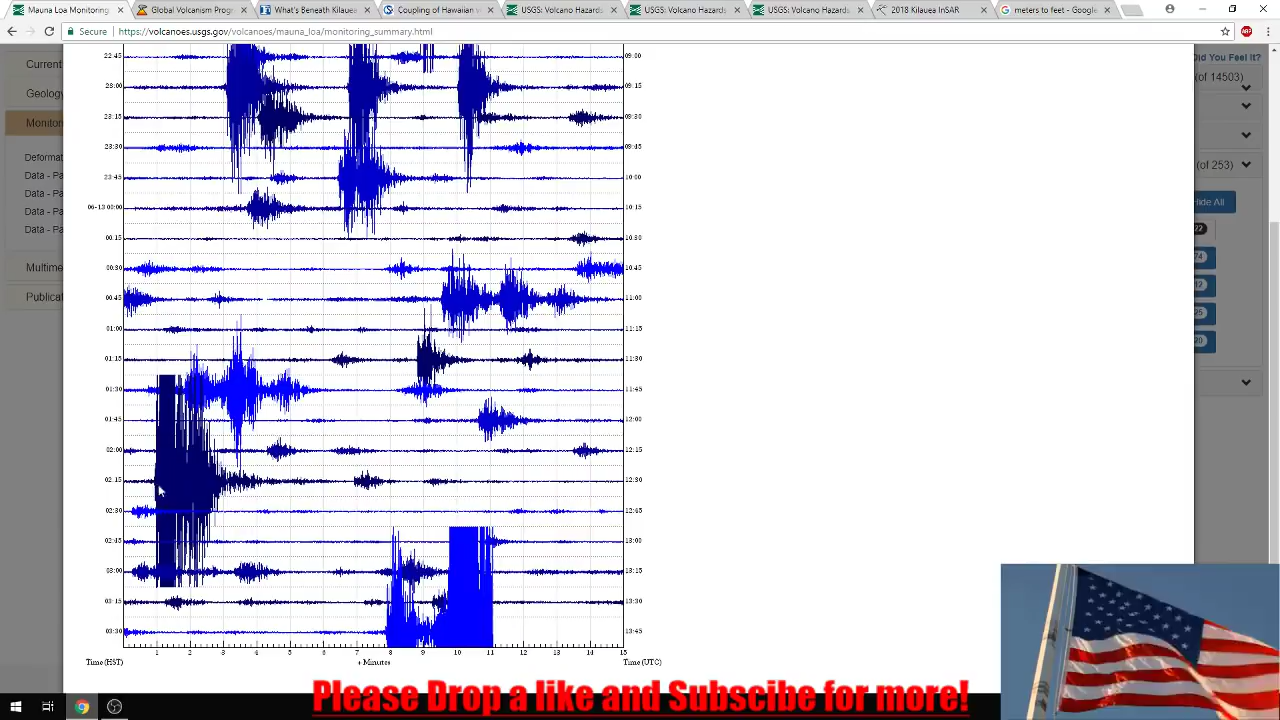 Mauna Loa Monitoring
Global Volcanism Progr
What's Beneath Kilauea
Coupling of Hawaiian v
USGS: Volcano Hazards
USGS: Volcano Hazards
USGS: Volcano Hazards
2018 Kilauea InSAR
meters to feet - Google
Secure
https://volcanoes.usgs.gov/volcanoes/mauna_loa/monitoring_summary.html
ABP
Current
Geology
Monito
Deformat
Data - Pa
Data - Pa
Data - Pa
Multime
Publicat
Did You Feel it?
(of 14503)
(of 253)
Hide All
22
74
12
25
20
22:45 09:00
23:00 09:15
23:15 09:30
23:30 09:45
23:45 10:00
06-13 00:00 10:15
00:15 10:30
00:30 10:45
00:45 11:00
01:00 11:15
01:15 11:30
01:30 11:45
01:45 12:00
02:00 12:15
02:15 12:30
02:30 12:45
02:45 13:00
03:00 13:15
03:15 13:30
03:30 13:45
1 2 3 4 5 6 7 8 9 10 11 12 13 14 15
Time (HST) + Minutes Time (UTC)
Please Drop a like and Subscibe for more!